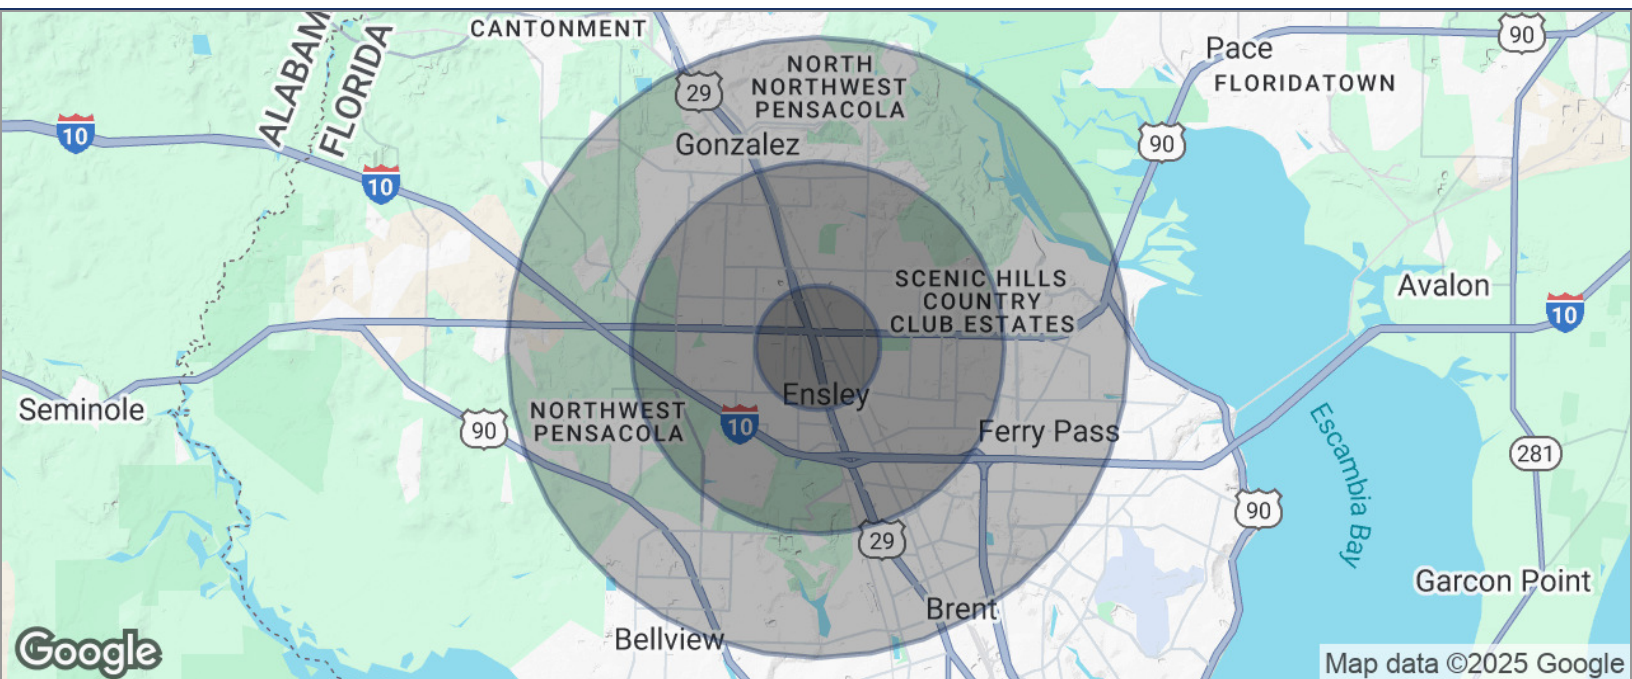 CANTONMENT
ALABAM
FLORIDA
10
10
29
NORTH
NORTHWEST
PENSACOLA
Gonzalez
Pace
FLORIDATOWN
90
90
SCENIC HILLS
COUNTRY
CLUB ESTATES
Avalon
10
Seminole
90
NORTHWEST
PENSACOLA
10
Ensley
Ferry Pass
281
90
Escambia Bay
29
Garcon Point
Brent
Bellview
Google
Map data ©2025 Google